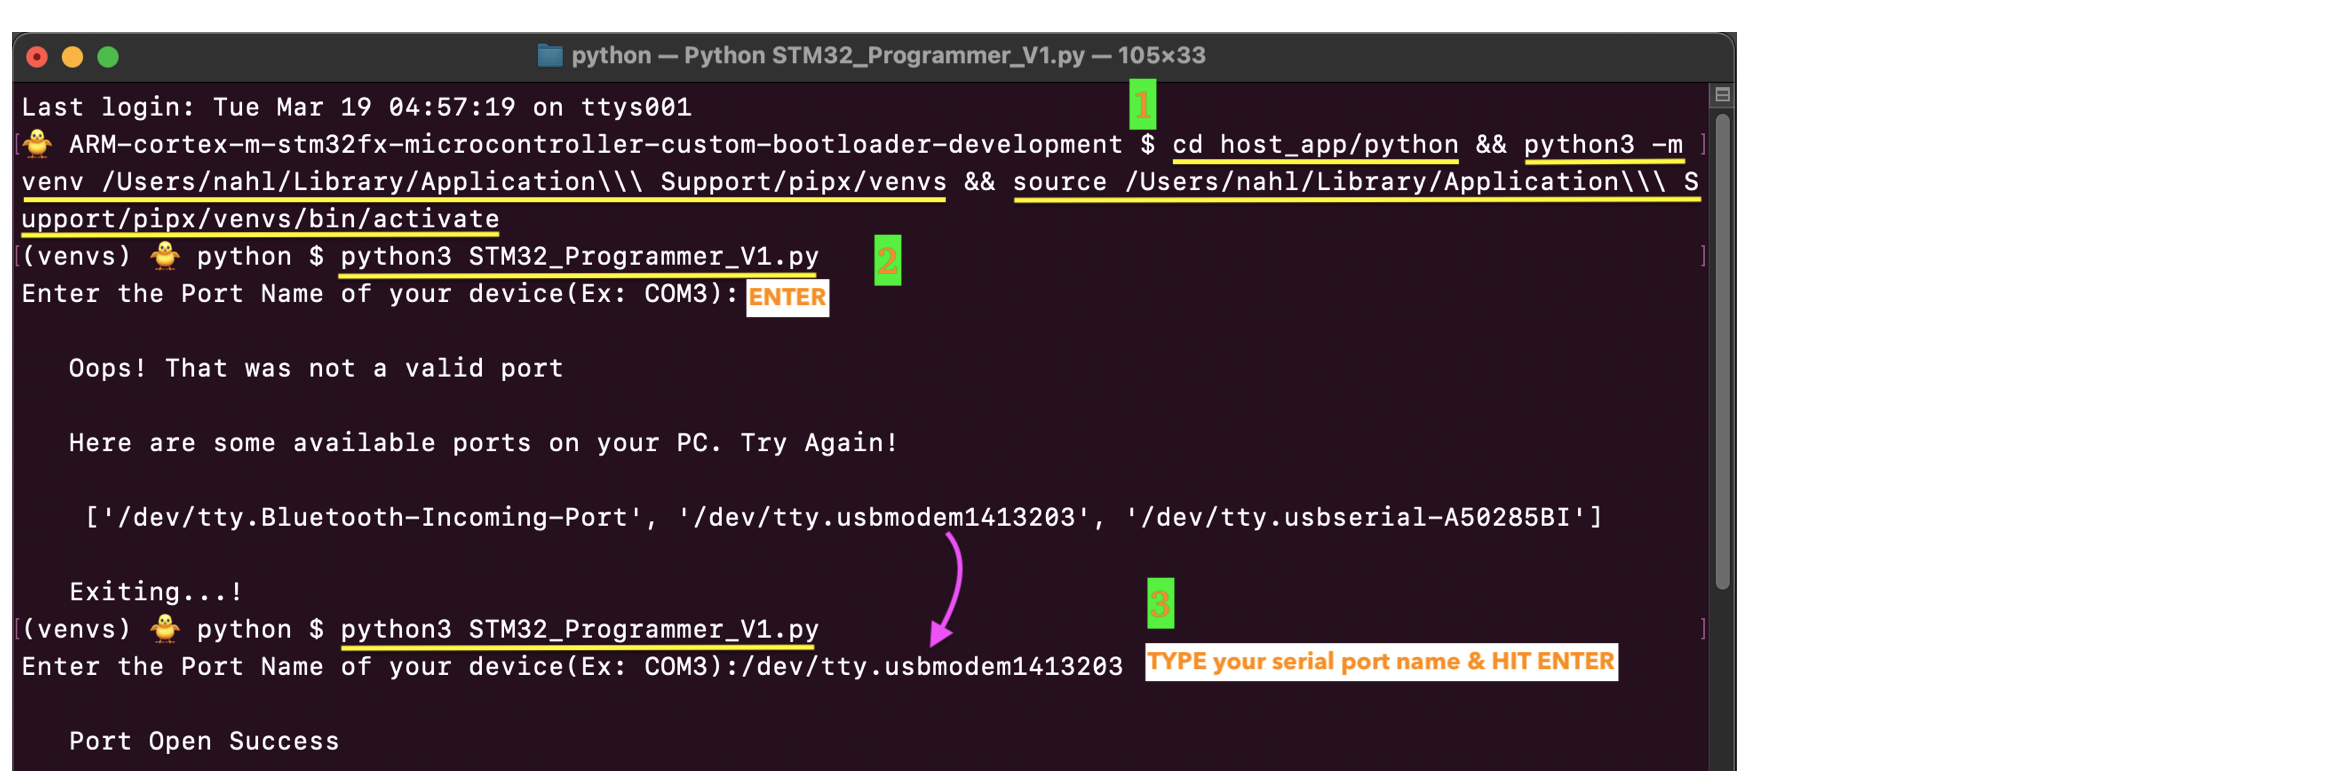 python — Python STM32_Programmer_V1.py — 105×33
Last login: Tue Mar 19 04:57:19 on ttys001
1
[🐥 ARM-cortex-m-stm32fx-microcontroller-custom-bootloader-development $ cd host_app/python && python3 -m ]
venv /Users/nahl/Library/Application\\\ Support/pipx/venvs && source /Users/nahl/Library/Application\\\ S
upport/pipx/venvs/bin/activate
[(venvs) 🐥 python $ python3 STM32_Programmer_V1.py 2 ]
Enter the Port Name of your device(Ex: COM3): ENTER
Oops! That was not a valid port
Here are some available ports on your PC. Try Again!
['/dev/tty.Bluetooth-Incoming-Port', '/dev/tty.usbmodem1413203', '/dev/tty.usbserial-A50285BI']
Exiting...!
3
[(venvs) 🐥 python $ python3 STM32_Programmer_V1.py ]
Enter the Port Name of your device(Ex: COM3):/dev/tty.usbmodem1413203 TYPE your serial port name & HIT ENTER
Port Open Success